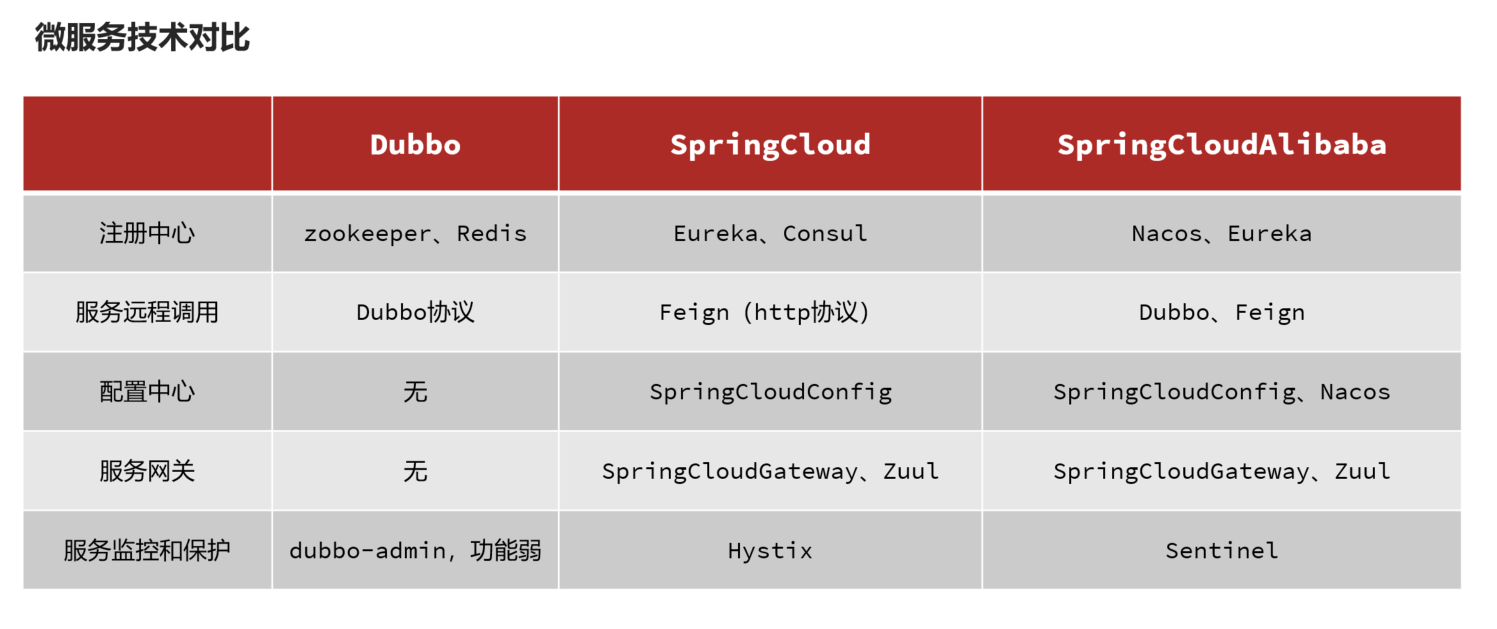 微服务技术对比
Dubbo SpringCloud SpringCloudAlibaba
注册中心 zookeeper、Redis Eureka、Consul Nacos、Eureka
服务远程调用 Dubbo协议 Feign（http协议） Dubbo、Feign
配置中心 无 SpringCloudConfig SpringCloudConfig、Nacos
服务网关 无 SpringCloudGateway、Zuul SpringCloudGateway、Zuul
服务监控和保护 dubbo-admin，功能弱 Hystix Sentinel